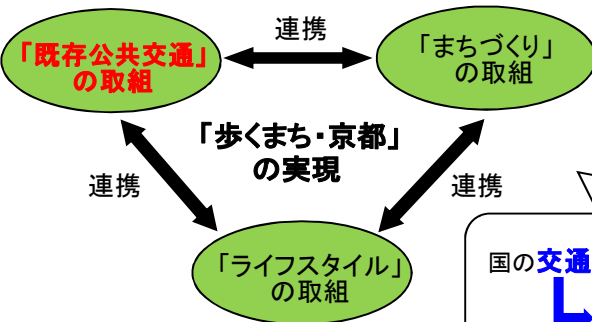 連携
「既存公共交通」
の取組
「まちづくり」
の取組
「歩くまち・京都」
の実現
連携
連携
「ライフスタイル」
の取組
国の交通